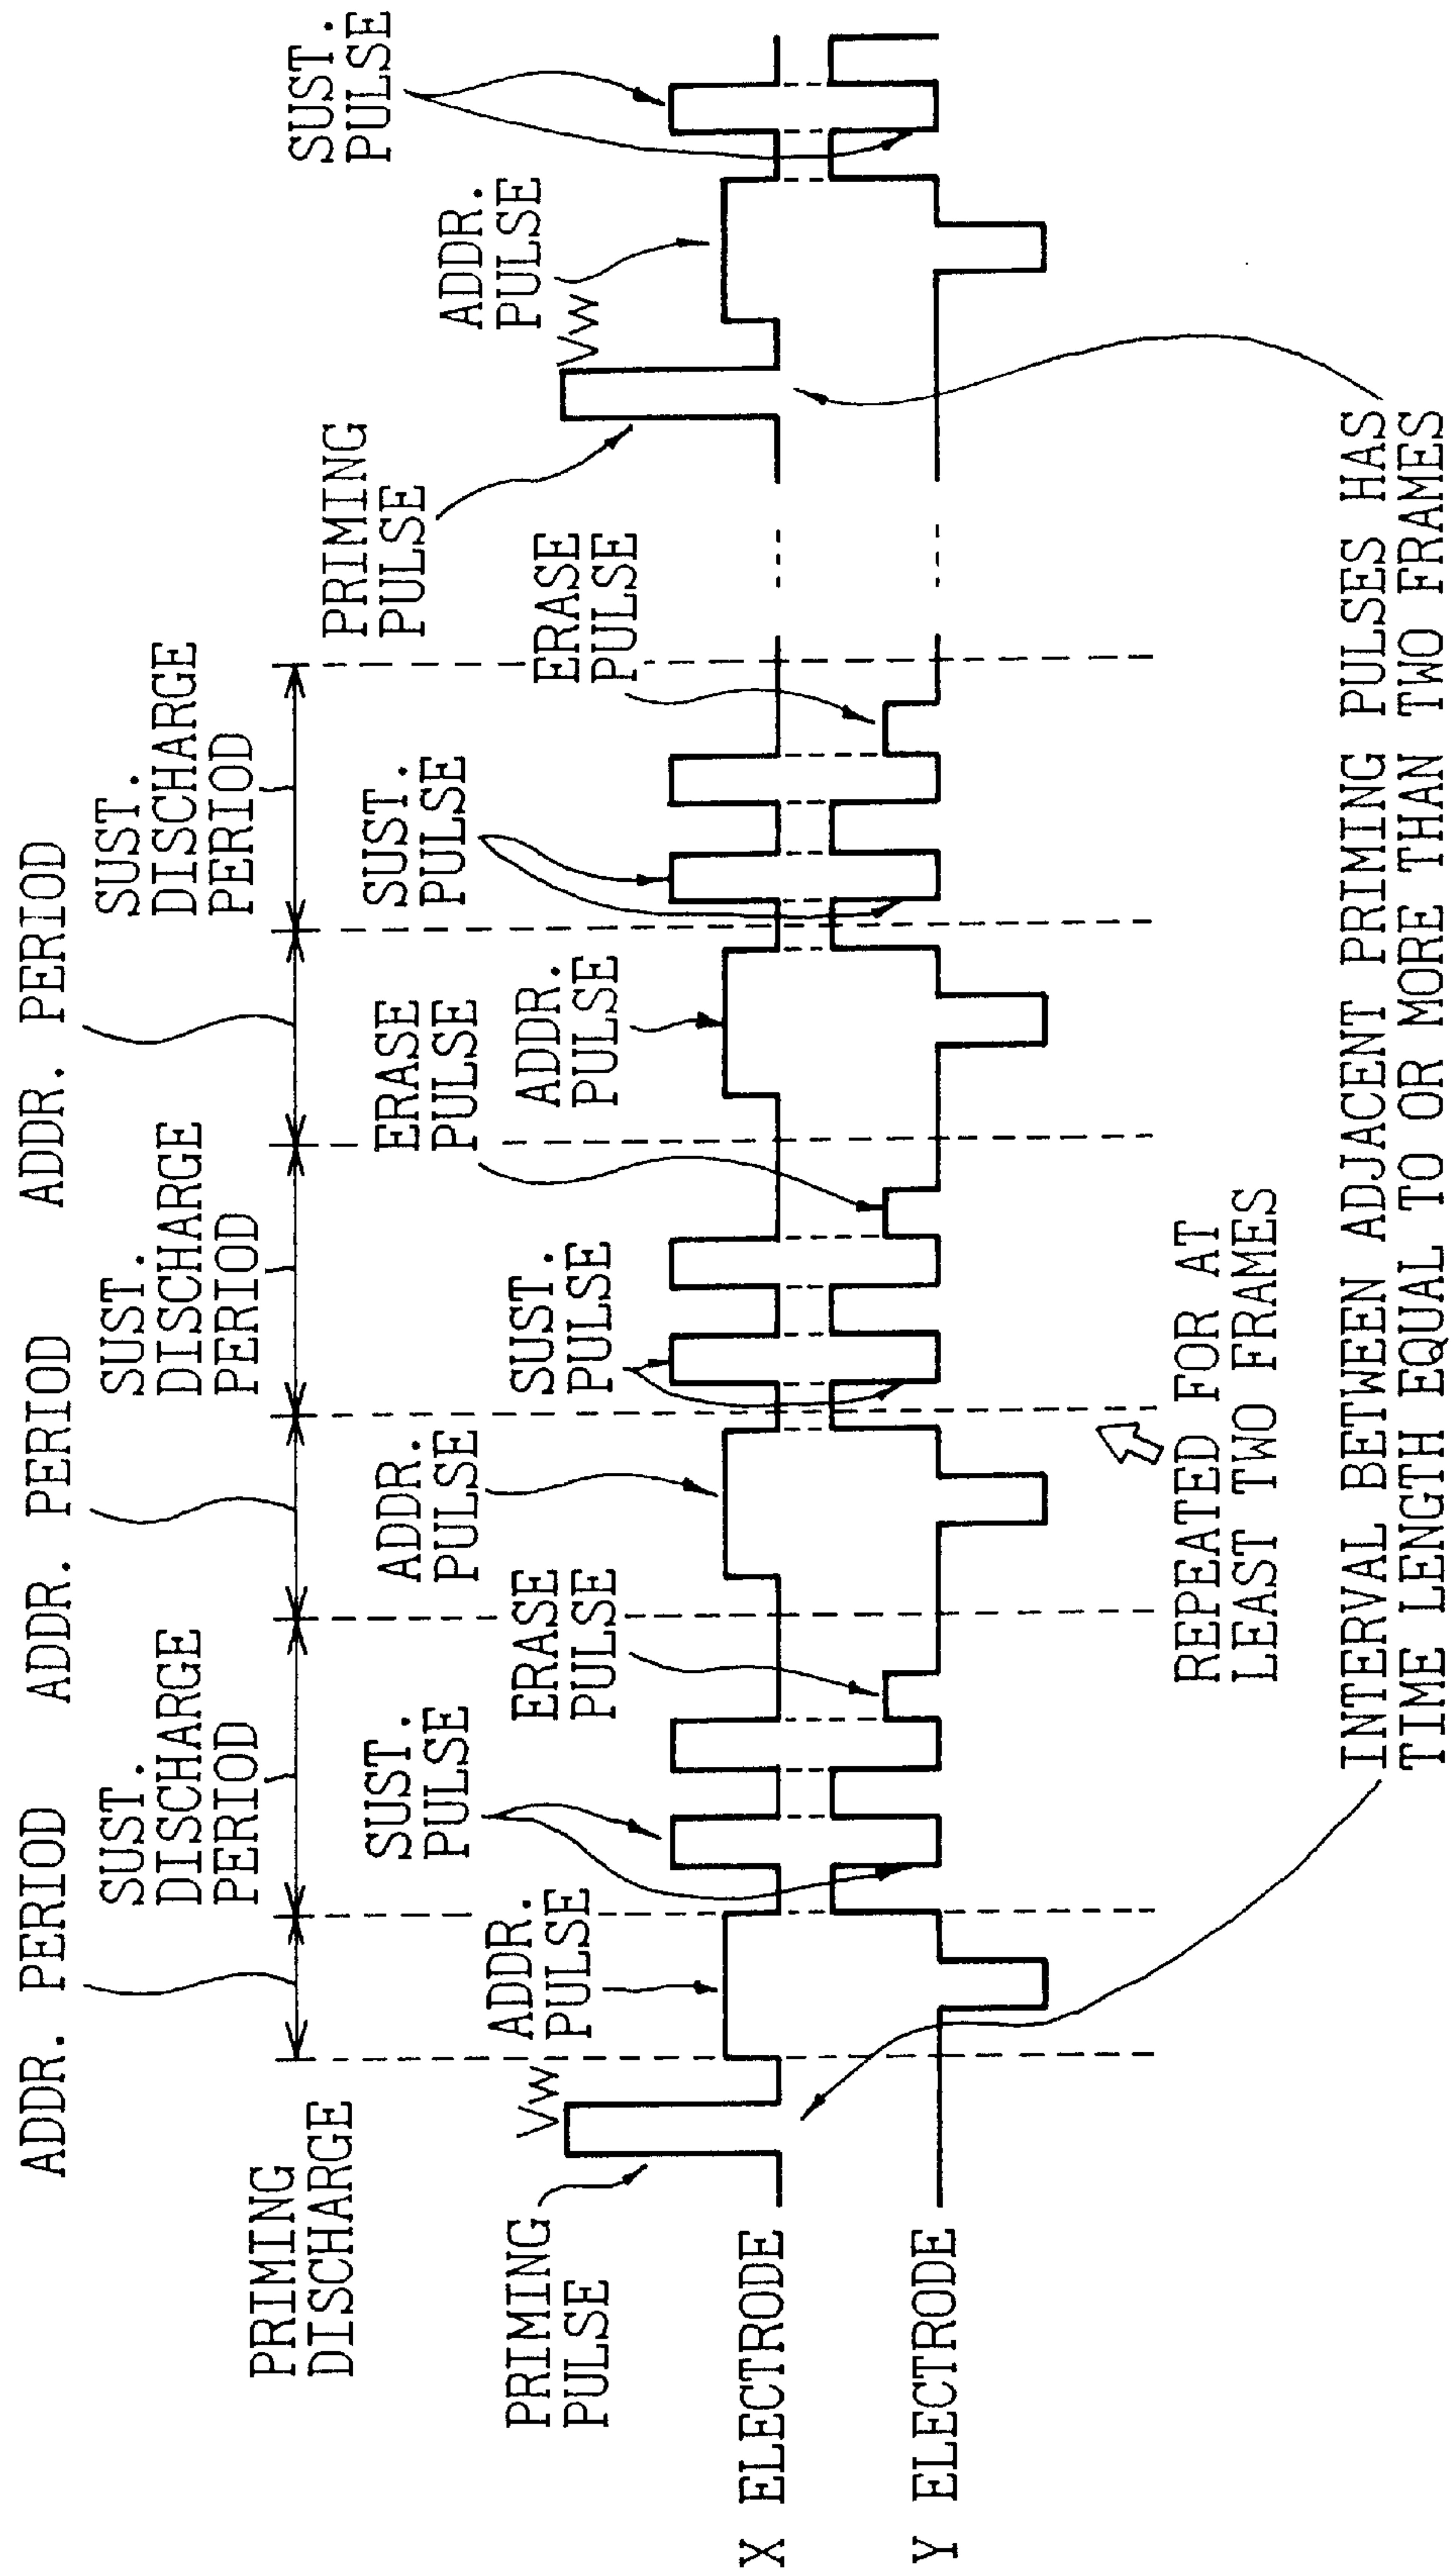 ADDR. PERIOD
ADDR. PERIOD
ADDR. PERIOD
PRIMING
DISCHARGE
SUST.
DISCHARGE
PERIOD
SUST.
DISCHARGE
PERIOD
SUST.
DISCHARGE
PERIOD
PRIMING
PULSE
Vw
ADDR.
PULSE
SUST.
PULSE
ERASE
PULSE
ADDR.
PULSE
SUST.
PULSE
ERASE
PULSE
ADDR.
PULSE
SUST.
PULSE
ERASE
PULSE
PRIMING
PULSE
Vw
ADDR.
PULSE
SUST.
PULSE
X ELECTRODE
Y ELECTRODE
REPEATED FOR AT
LEAST TWO FRAMES
INTERVAL BETWEEN ADJACENT PRIMING PULSES HAS
TIME LENGTH EQUAL TO OR MORE THAN TWO FRAMES